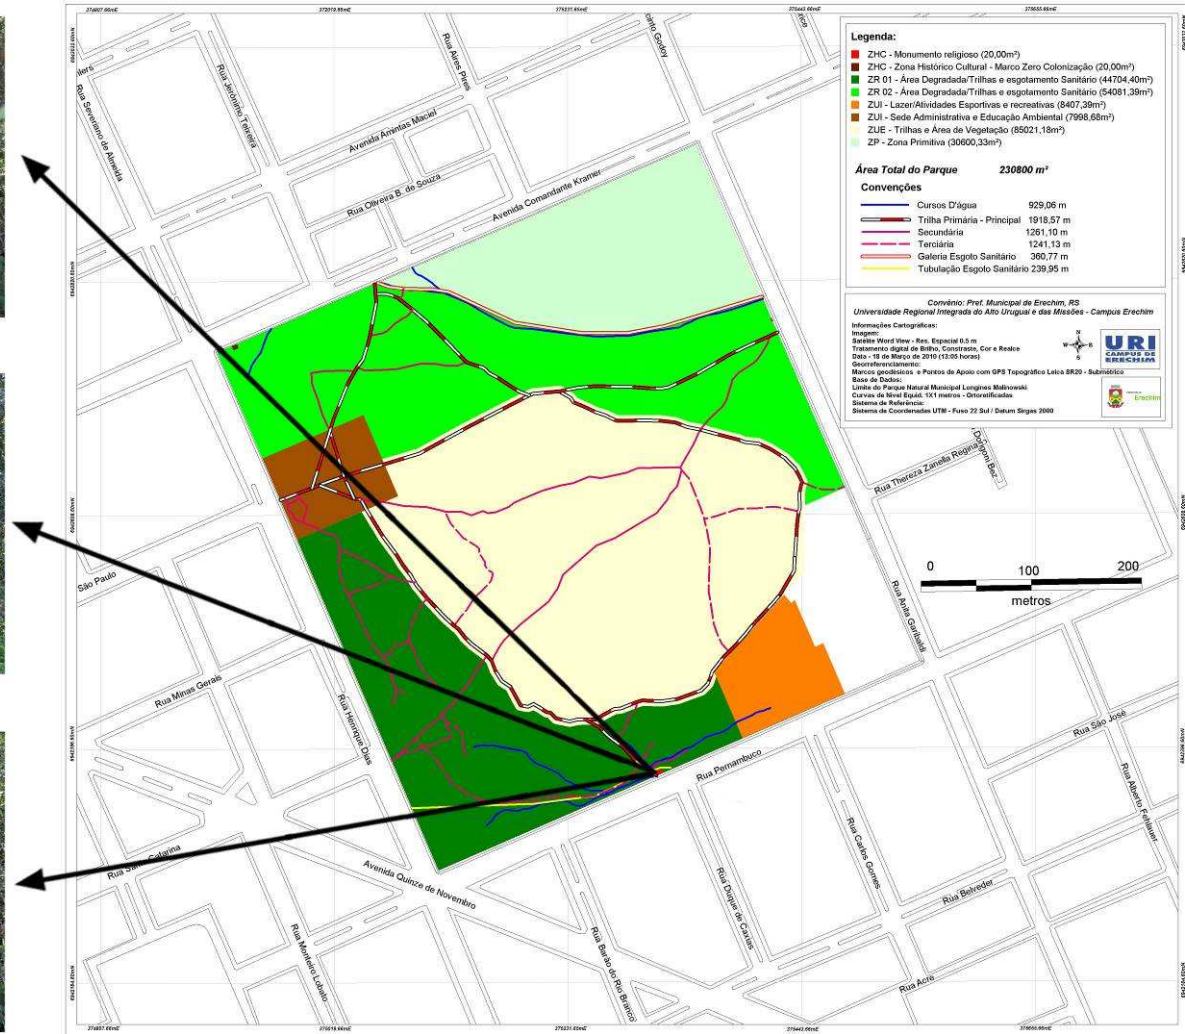 Legenda:
ZHC - Monumento religioso (20,00m²)
ZHC - Zona Histórico Cultural - Marco Zero Colonização (20,00m²)
ZR 01 - Área Degradada/Trilhas e esgotamento Sanitário (44704,40m²)
ZR 02 - Área Degradada/Trilhas e esgotamento Sanitário (54081,39m²)
ZUI - Lazer/Atividades Esportivas e recreativas (8407,39m²)
ZUI - Sede Administrativa e Educação Ambiental (7998,68m²)
ZUE - Trilhas e Área de Vegetação (85021,18m²)
ZP - Zona Primitiva (30600,33m²)
Área Total do Parque 230800 m²
Convenções
Cursos D'água 929,06 m
Trilha Primária - Principal 1918,57 m
Secundária 1261,10 m
Terciária 1241,13 m
Galeria Esgoto Sanitário 360,77 m
Tubulação Esgoto Sanitário 239,95 m
Convênio: Pref. Municipal de Erechim, RS
Universidade Regional Integrada do Alto Uruguai e das Missões - Campus Erechim
Informações Cartográficas:
Imagem:
Satélite Word View - Res. Espacial 0.5 m
Tratamento digital de Brilho, Constraste, Cor e Realce
Data - 18 de Março de 2010 (13:05 horas)
Georreferenciamento:
Marcos geodésicos e Pontos de Apoio com GPS Topográfico Leica SR20 - Submétrico
Base de Dados:
Limite do Parque Natural Municipal Longines Malinowski
Curvas de Nível Equid. 1X1 metros - Ortoretificadas
Sistema de Referência:
Sistema de Coordenadas UTM - Fuso 22 Sul / Datum Sirgas 2000
N
W
E
S
URI
CAMPUS DE
ERECHIM
Erechim
Rua Severiano de Almeida
Rua Jerônimo Teixeira
Rua Aires Pires
Avenida Amintas Maciel
Rua Oliveira B. de Souza
Avenida Comandante Kramer
Rua Thereza Zanella Regina
0 100 200
metros
Rua Anita Garibaldi
São Paulo
Rua Minas Gerais
Rua Henrique Dias
Rua Pernambuco
Rua São José
Rua Alberto Fehlauer
Rua Carlos Gomes
Rua Santa Catarina
Avenida Quinze de Novembro
Rua Duque de Caxias
Rua Belveder
Rua Monteiro Lobato
Rua Barão do Rio Branco
Rua Acre